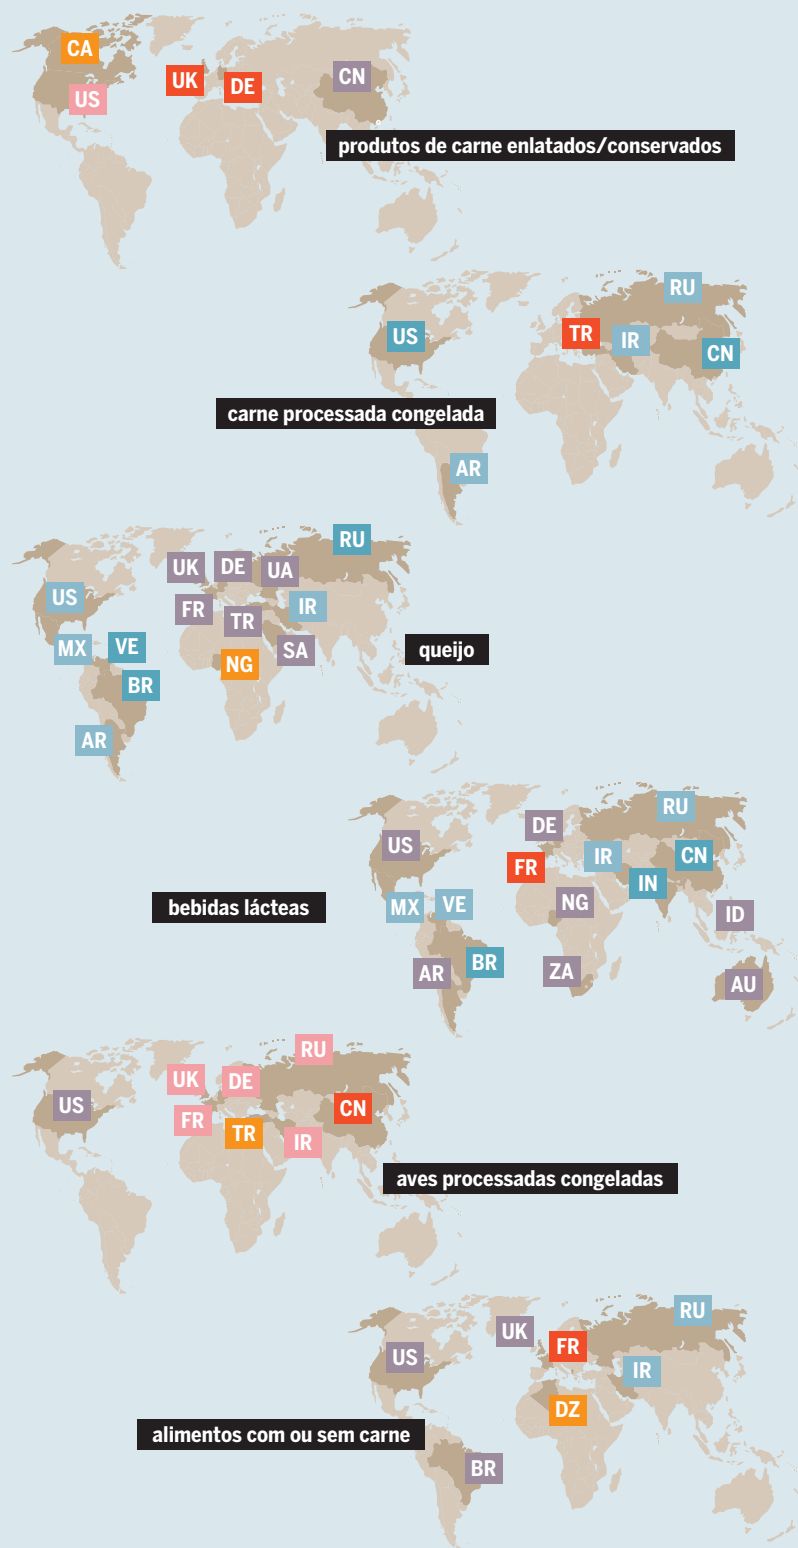 CA
US
UK
DE
CN
produtos de carne enlatados/conservados
RU
US
TR
IR
CN
carne processada congelada
AR
RU
UK
DE
UA
US
FR
IR
TR
MX
VE
SA
queijo
NG
BR
AR
RU
DE
US
IR
CN
FR
IN
bebidas lácteas
MX
VE
NG
ID
BR
AR
ZA
AU
RU
UK
DE
US
CN
FR
TR
IR
aves processadas congeladas
RU
UK
FR
US
IR
DZ
alimentos com ou sem carne
BR